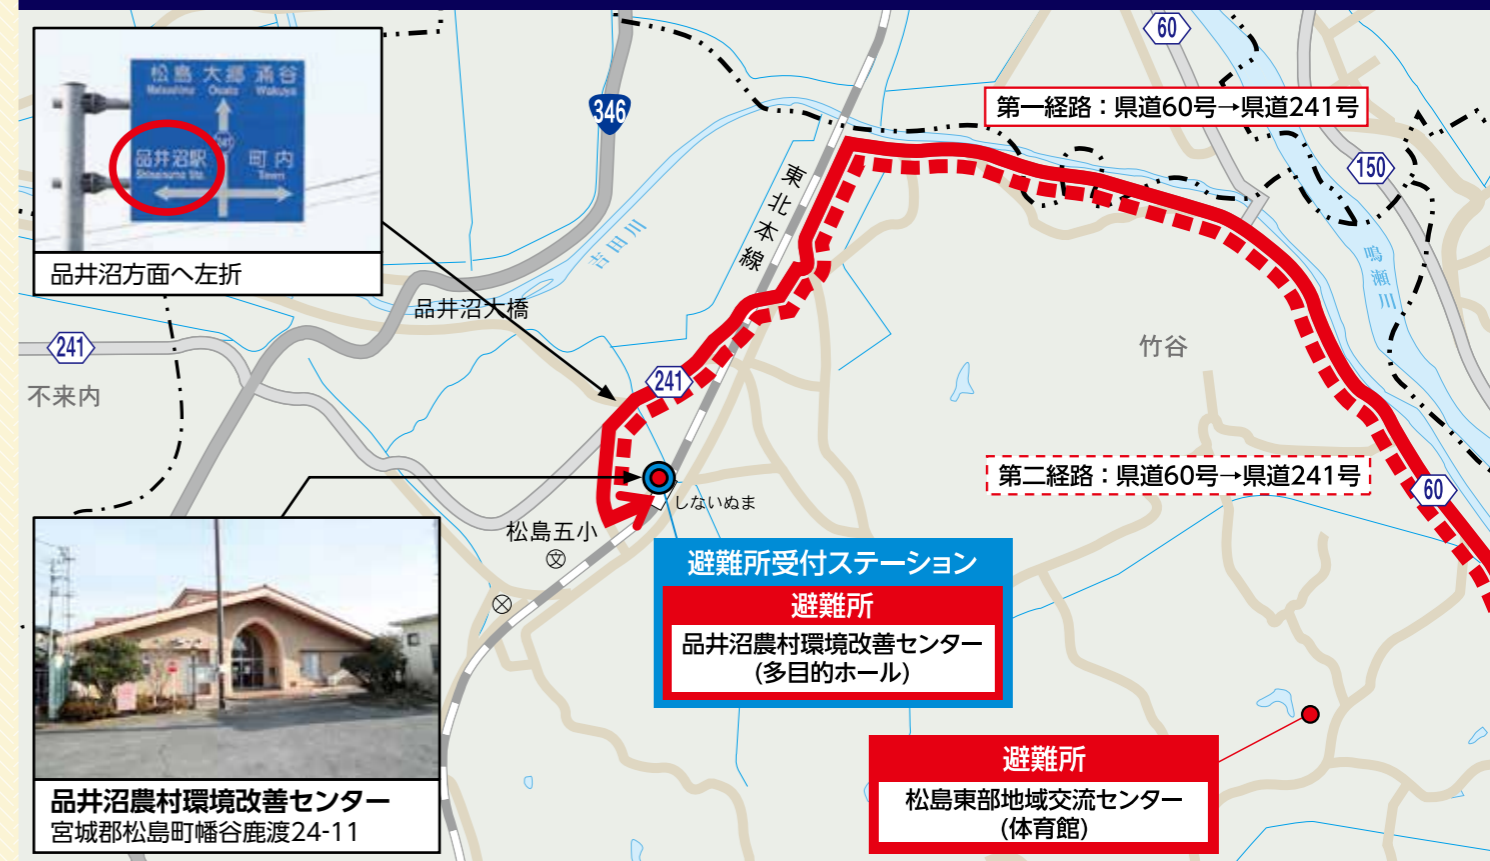 松島 大郷 涌谷
Matsushima Osato Wakuya
241
品井沼駅 町内
Shinainuma Sta. Town
品井沼方面へ左折
346
60
第一経路：県道60号→県道241号
150
東北本線
吉田川
鳴瀬川
品井沼大橋
竹谷
241
不来内
241
第二経路：県道60号→県道241号
60
しないぬま
松島五小
文
避難所受付ステーション
避難所
品井沼農村環境改善センター
(多目的ホール)
避難所
松島東部地域交流センター
(体育館)
品井沼農村環境改善センター
宮城郡松島町幡谷鹿渡24-11